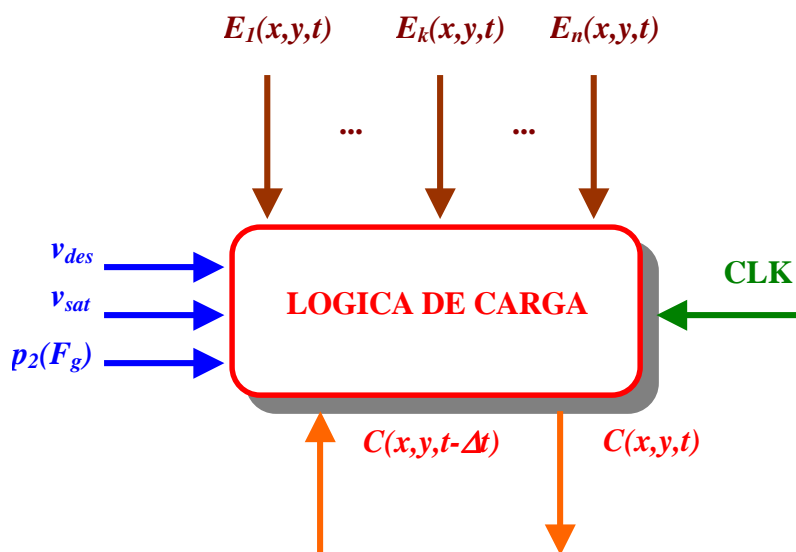 E1(x,y,t) Ek(x,y,t) En(x,y,t)
... ...
vdes
vsat
p2(Fg)
LOGICA DE CARGA
CLK
C(x,y,t-Δt) C(x,y,t)